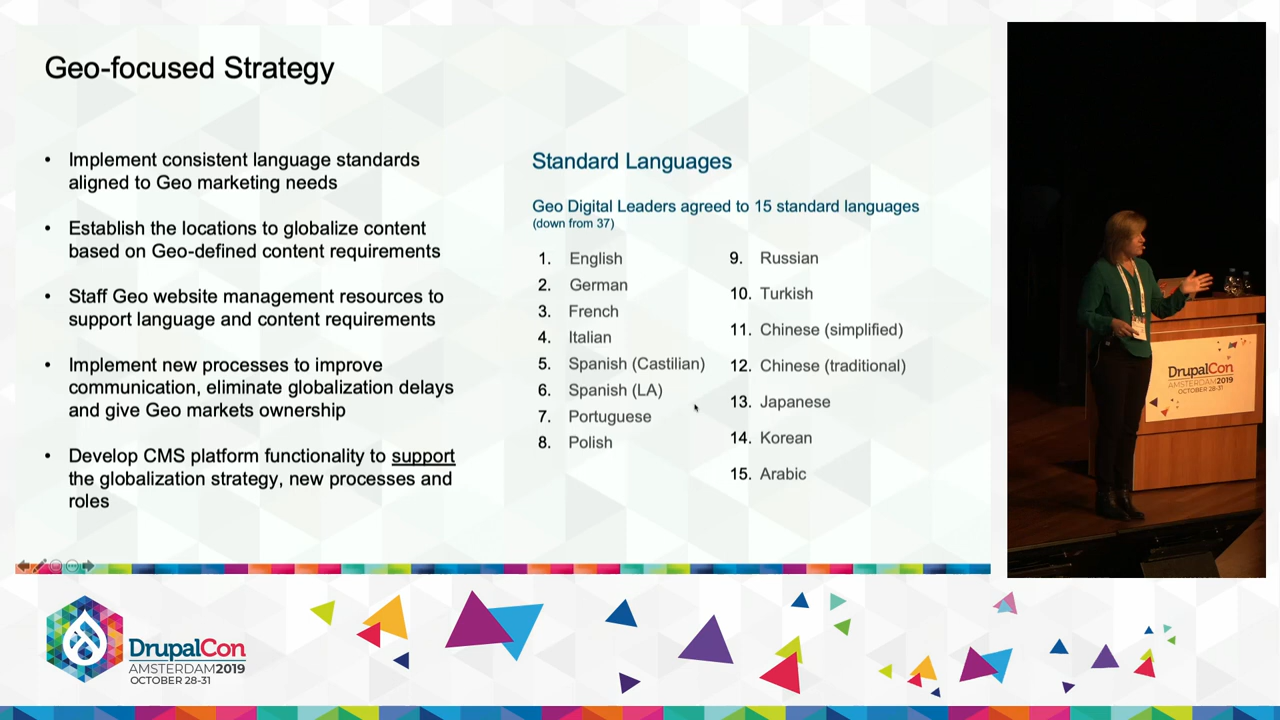 Geo-focused Strategy
• Implement consistent language standards
aligned to Geo marketing needs
• Establish the locations to globalize content
based on Geo-defined content requirements
• Staff Geo website management resources to
support language and content requirements
• Implement new processes to improve
communication, eliminate globalization delays
and give Geo markets ownership
• Develop CMS platform functionality to support
the globalization strategy, new processes and
roles
Standard Languages
Geo Digital Leaders agreed to 15 standard languages
(down from 37)
1. English
2. German
3. French
4. Italian
5. Spanish (Castilian)
6. Spanish (LA)
7. Portuguese
8. Polish
9. Russian
10. Turkish
11. Chinese (simplified)
12. Chinese (traditional)
13. Japanese
14. Korean
15. Arabic
DrupalCon
AMSTERDAM2019
OCTOBER 28-31
DrupalCon
AMSTERDAM2019
OCTOBER 28-31